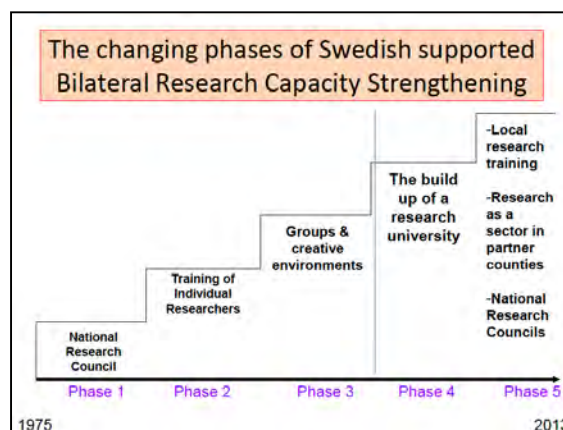 The changing phases of Swedish supported
Bilateral Research Capacity Strengthening
-Local
research
training
-Research
as a
sector in
partner
counties
-National
Research
Councils
The build
up of a
research
university
Groups &
creative
environments
Training of
Individual
Researchers
National
Research
Council
Phase 1
Phase 2
Phase 3
Phase 4
Phase 5
1975
2013